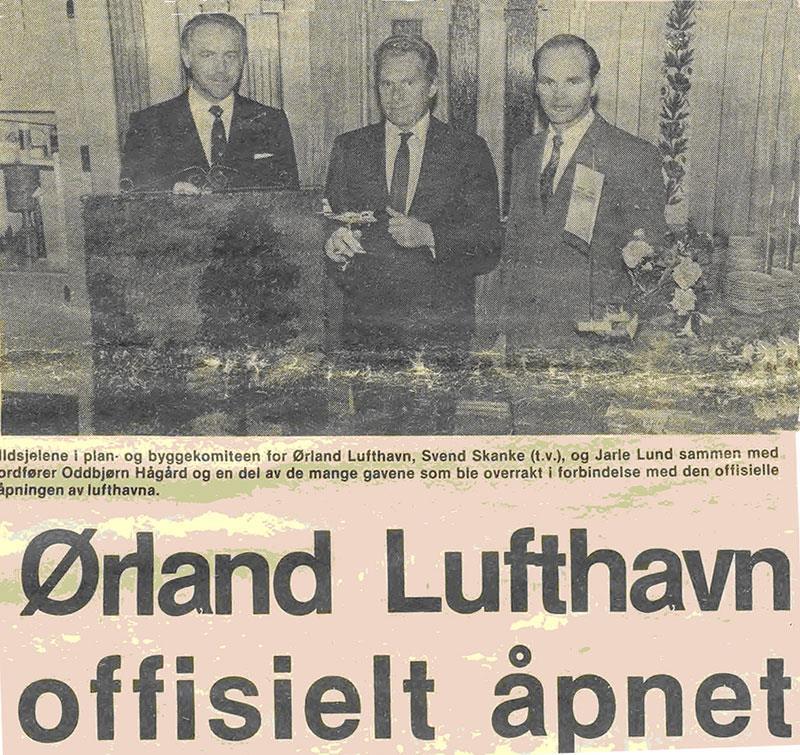 Ildsjelene i plan- og byggekomiteen for Ørland Lufthavn, Svend Skanke (t.v.), og Jarle Lund sammen med
ordfører Oddbjørn Hågård og en del av de mange gavene som ble overrakt i forbindelse med den offisielle
åpningen av lufthavna.
Ørland Lufthavn
offisielt åpnet